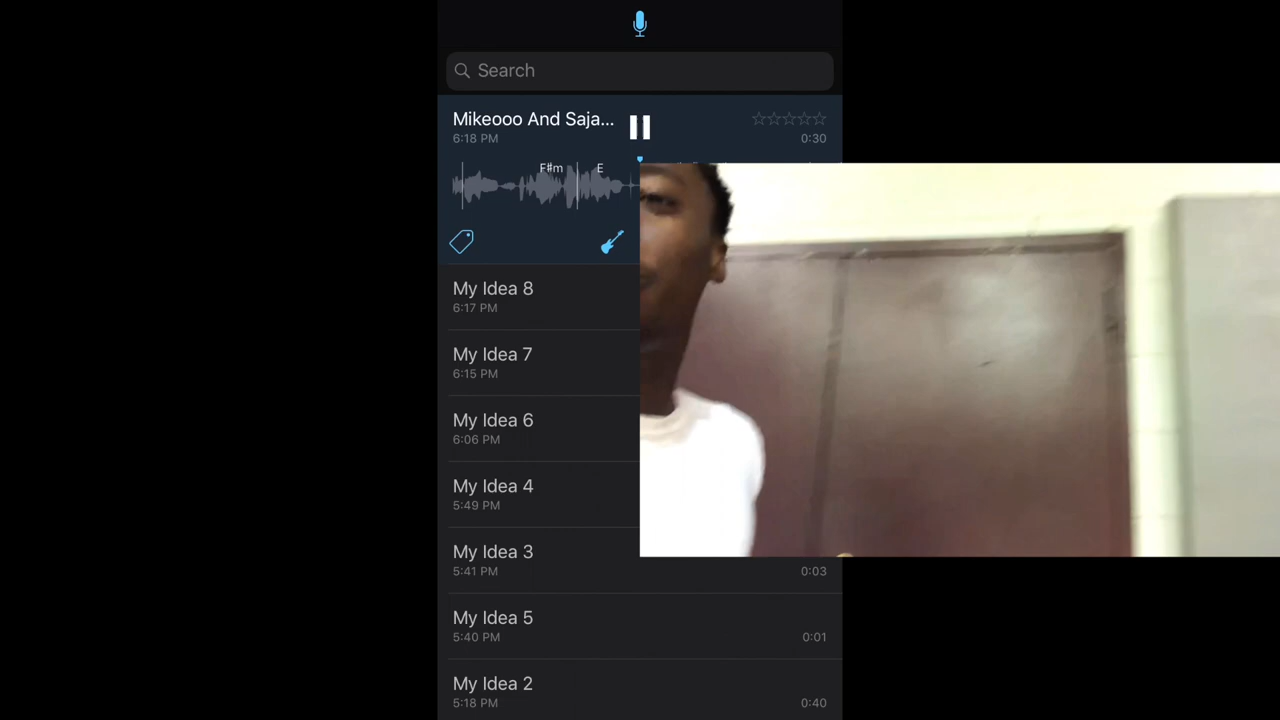 Search
Mikeooo And Saja...
6:18 PM
0:30
F#m
E
My Idea 8
6:17 PM
My Idea 7
6:15 PM
My Idea 6
6:06 PM
My Idea 4
5:49 PM
My Idea 3
5:41 PM
0:03
My Idea 5
5:40 PM
0:01
My Idea 2
5:18 PM
0:40